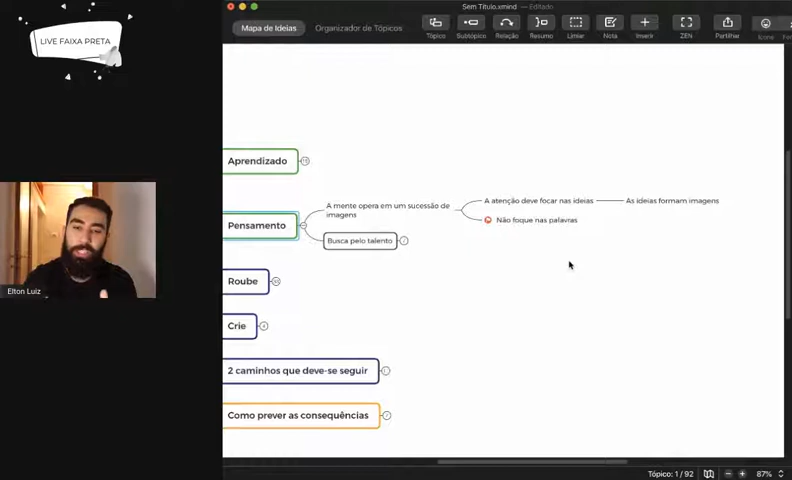 Sem Título.xmind — Editado
LIVE FAIXA PRETA
Mapa de Ideias
Organizador de Tópicos
Tópico
Subtópico
Relação
Resumo
Limiar
Nota
Inserir
ZEN
Partilhar
Ícone
Aprendizado
Pensamento
A mente opera em um sucessão de
imagens
A atenção deve focar nas ideias
As ideias formam imagens
Não foque nas palavras
Busca pelo talento
Roube
Crie
2 caminhos que deve-se seguir
Como prever as consequências
Elton Luiz
Tópico: 1 / 92
87%